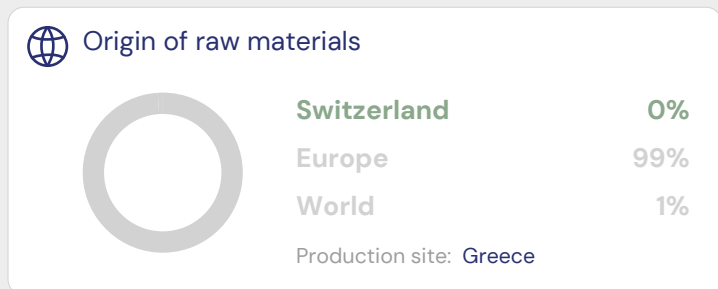 Origin of raw materials
Switzerland 0%
Europe 99%
World 1%
Production site: Greece